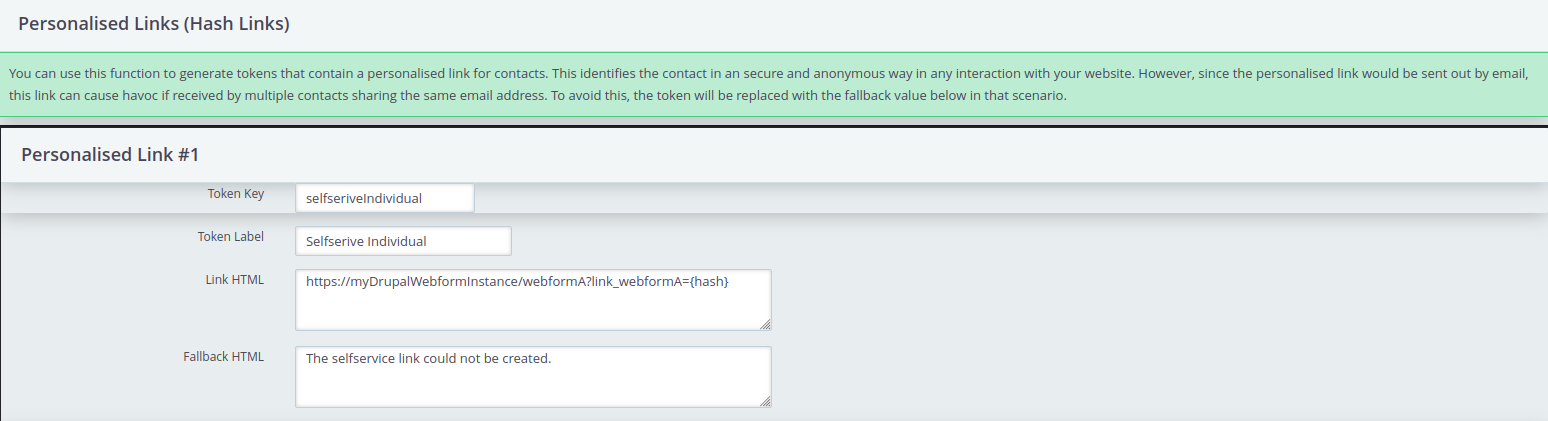 Personalised Links (Hash Links)
You can use this function to generate tokens that contain a personalised link for contacts. This identifies the contact in an secure and anonymous way in any interaction with your website. However, since the personalised link would be sent out by email,
this link can cause havoc if received by multiple contacts sharing the same email address. To avoid this, the token will be replaced with the fallback value below in that scenario.
Personalised Link #1
Token Key selfseriveIndividual
Token Label Selfserive Individual
Link HTML https://myDrupalWebformInstance/webformA?link_webformA={hash}
Fallback HTML The selfservice link could not be created.